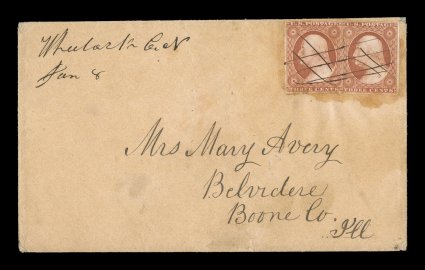 Jan 8
U.S. POSTAGE U.S. POSTAGE
THREE CENTS THREE CENTS
Mrs Mary Avery
Belvidere
Boone Co.
Ill